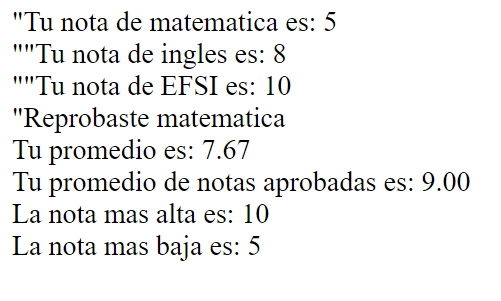 "Tu nota de matematica es: 5
""Tu nota de ingles es: 8
""Tu nota de EFSI es: 10
"Reprobaste matematica
Tu promedio es: 7.67
Tu promedio de notas aprobadas es: 9.00
La nota mas alta es: 10
La nota mas baja es: 5